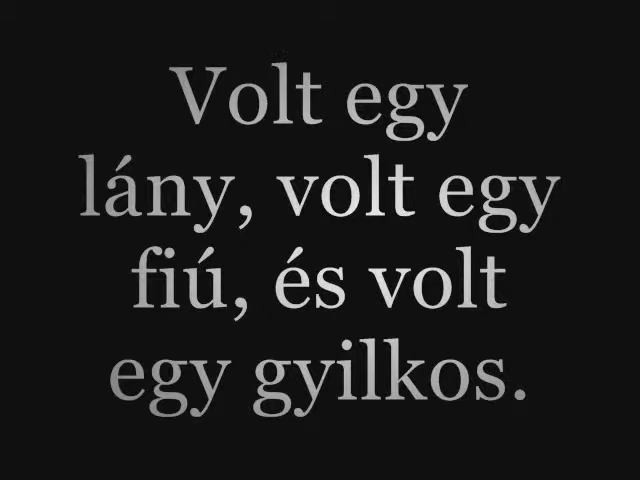 Volt egy
lány, volt egy
fiú, és volt
egy gyilkos.